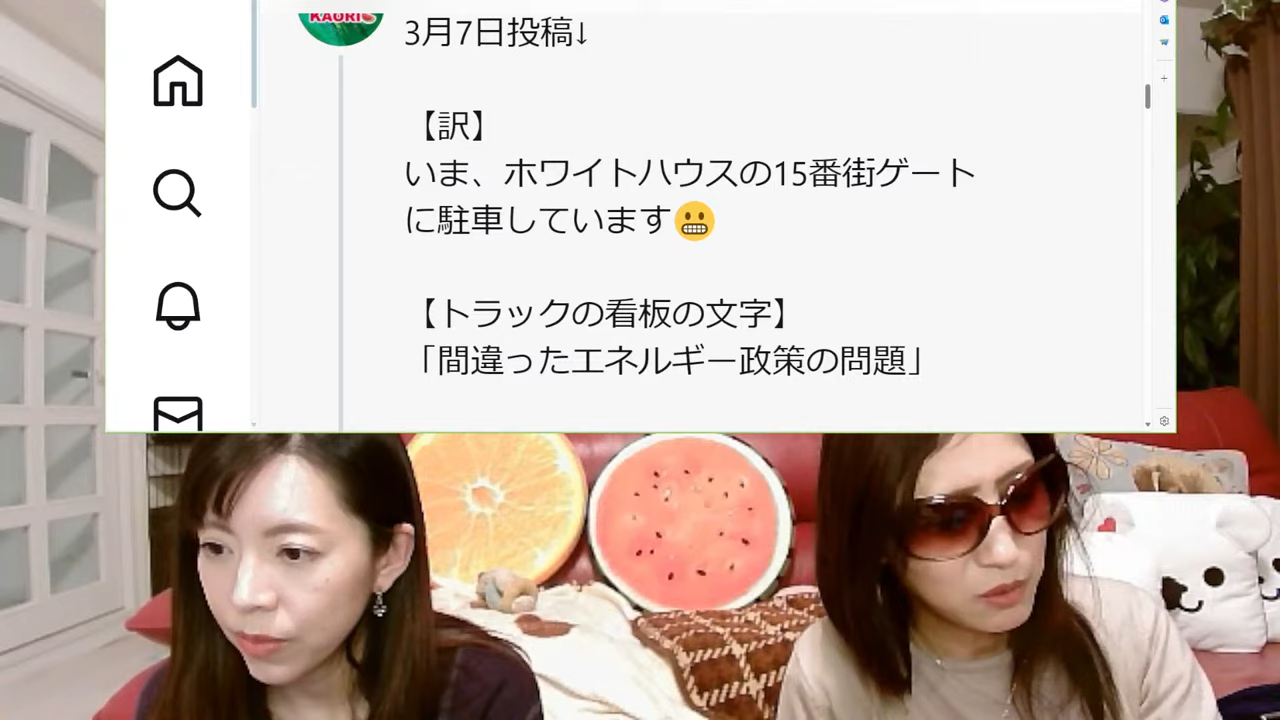 KAORI
3月7日投稿↓
【訳】
いま、ホワイトハウスの15番街ゲート
に駐車しています😬
【トラックの看板の文字】
「間違ったエネルギー政策の問題」